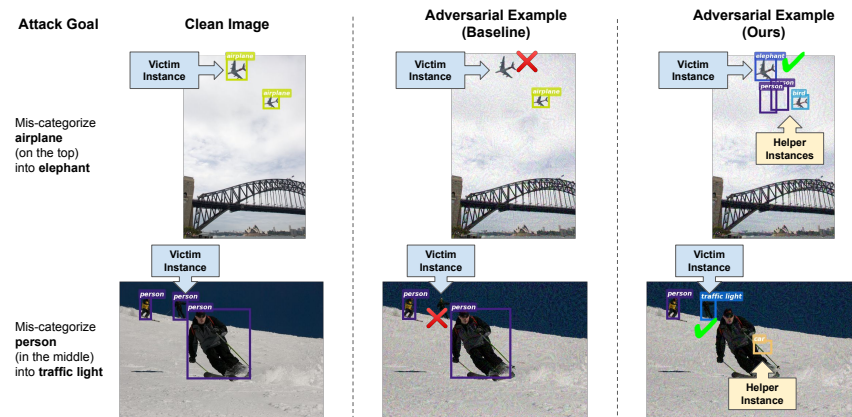 Attack Goal
Clean Image
Adversarial Example
(Baseline)
Adversarial Example
(Ours)
Mis-categorize
airplane
(on the top)
into elephant
Victim
Instance
airplane
airplane
Victim
Instance
airplane
Victim
Instance
elephant
person
person
bird
Helper
Instances
Mis-categorize
person
(in the middle)
into traffic light
Victim
Instance
person
person
person
Victim
Instance
person
person
Victim
Instance
person
traffic light
car
Helper
Instance